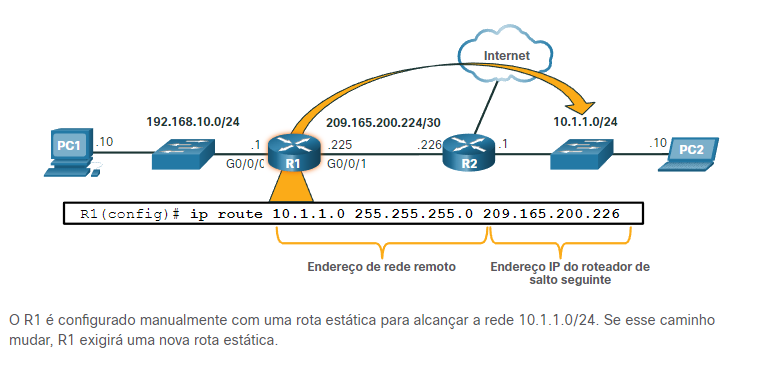 Internet
192.168.10.0/24
209.165.200.224/30
10.1.1.0/24
PC1
.10
.1
R1
.225
.226
R2
.1
.10
PC2
G0/0/0
G0/0/1
R1(config)# ip route 10.1.1.0 255.255.255.0 209.165.200.226
Endereço de rede remoto
Endereço IP do roteador de
salto seguinte
O R1 é configurado manualmente com uma rota estática para alcançar a rede 10.1.1.0/24. Se esse caminho
mudar, R1 exigirá uma nova rota estática.